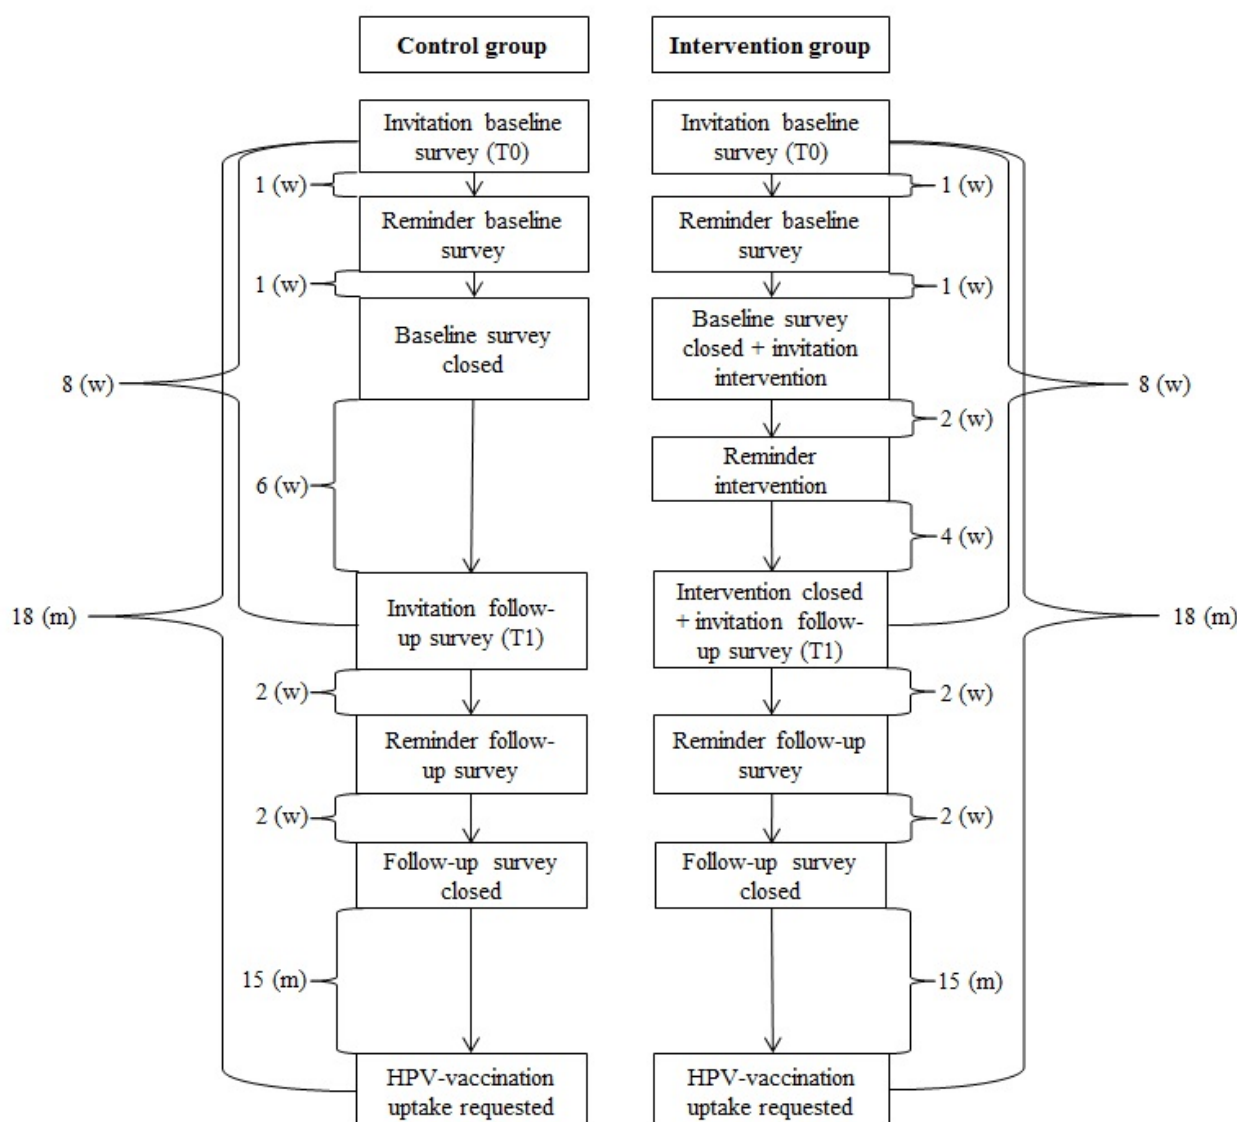 Control group
Intervention group
Invitation baseline
survey (T0)
Invitation baseline
survey (T0)
1 (w)
1 (w)
Reminder baseline
survey
Reminder baseline
survey
1 (w)
1 (w)
Baseline survey
closed
Baseline survey
closed + invitation
intervention
8 (w)
8 (w)
2 (w)
Reminder
intervention
6 (w)
4 (w)
Invitation follow-
up survey (T1)
Intervention closed
+ invitation follow-
up survey (T1)
18 (m)
18 (m)
2 (w)
2 (w)
Reminder follow-
up survey
Reminder follow-up
survey
2 (w)
2 (w)
Follow-up survey
closed
Follow-up survey
closed
15 (m)
15 (m)
HPV-vaccination
uptake requested
HPV-vaccination
uptake requested